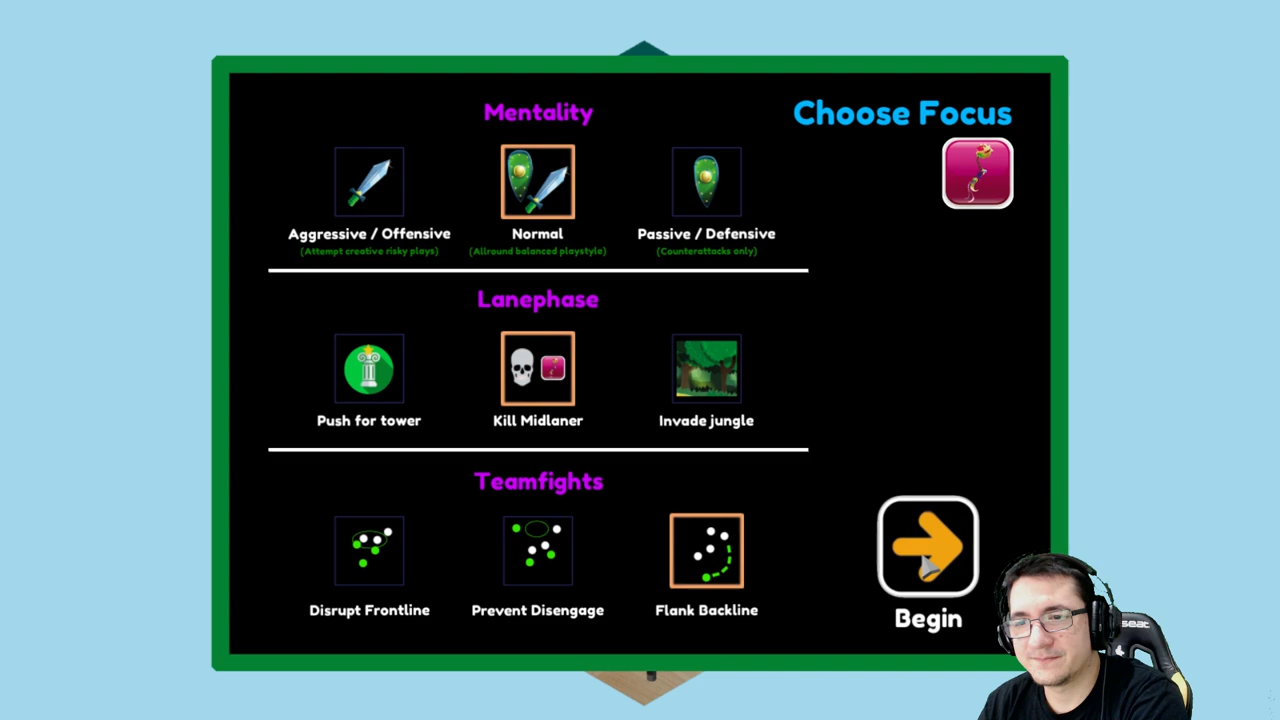 Choose Focus
Mentality
Aggressive / Offensive
(Attempt creative risky plays)
Normal
(Allround balanced playstyle)
Passive / Defensive
(Counterattacks only)
Lanephase
Push for tower
Kill Midlaner
Invade jungle
Teamfights
Disrupt Frontline
Prevent Disengage
Flank Backline
Begin
seat